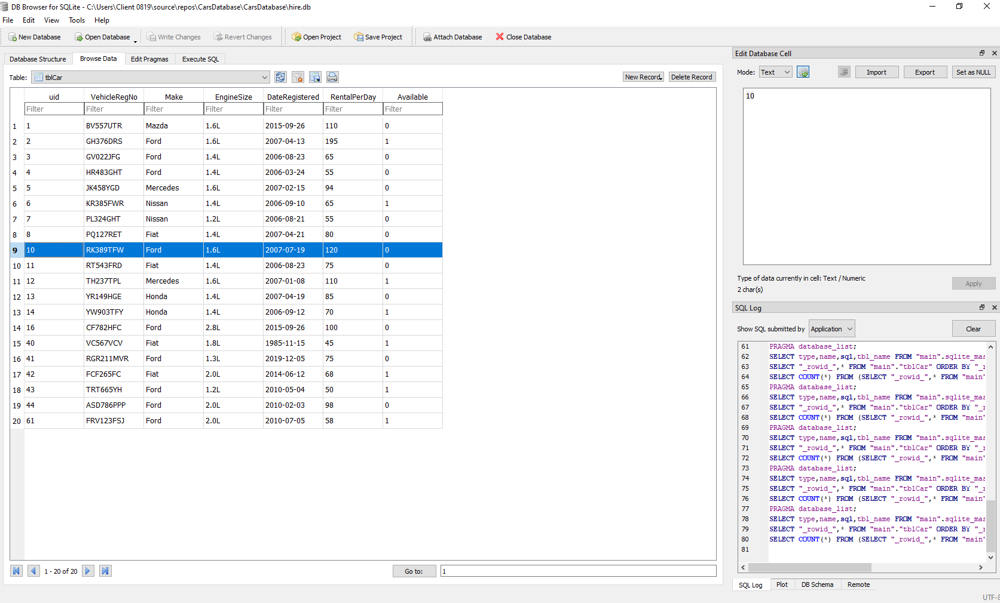 DB Browser for SQLite - C:\Users\Client 0819\source\repos\CarsDatabase\CarsDatabase\hire.db
File Edit View Tools Help
New Database Open Database Write Changes Revert Changes Open Project Save Project Attach Database Close Database
Database Structure Browse Data Edit Pragmas Execute SQL
Table: tblCar New Record Delete Record
uid VehicleRegNo Make EngineSize DateRegistered RentalPerDay Available
Filter Filter Filter Filter Filter Filter Filter
1 1 BV557UTR Mazda 1.6L 2015-09-26 110 0
2 2 GH376DRS Ford 1.6L 2007-04-13 195 1
3 3 GV022JFG Ford 1.4L 2006-08-23 65 0
4 4 HR483GHT Ford 1.4L 2006-03-24 55 0
5 5 JK458YGD Mercedes 1.6L 2007-02-15 94 0
6 6 KR385FWR Nissan 1.4L 2006-09-10 65 1
7 7 PL324GHT Nissan 1.2L 2006-08-21 55 0
8 8 PQ127RET Fiat 1.4L 2007-04-21 80 0
9 10 RK389TFW Ford 1.6L 2007-07-19 120 0
10 11 RT543FRD Fiat 1.4L 2006-08-23 75 0
11 12 TH237TPL Mercedes 1.6L 2007-01-08 110 1
12 13 YR149HGE Honda 1.4L 2007-04-19 85 0
13 14 YW903TFY Honda 1.4L 2006-09-12 70 1
14 16 CF782HFC Ford 2.8L 2015-09-26 100 0
15 40 VC567VCV Fiat 1.8L 1985-11-15 45 1
16 41 RGR211MVR Ford 1.3L 2019-12-05 75 0
17 42 FCF265FC Fiat 2.0L 2014-06-12 68 1
18 43 TRT665YH Ford 1.2L 2010-05-04 50 1
19 44 ASD786PPP Ford 2.0L 2010-02-03 98 0
20 61 FRV123FSJ Ford 2.0L 2010-07-05 58 1
1 - 20 of 20 Go to: 1
Edit Database Cell
Mode: Text Import Export Set as NULL
10
Type of data currently in cell: Text / Numeric
2 char(s)
Apply
SQL Log
Show SQL submitted by Application Clear
61 PRAGMA database_list;
62 SELECT type,name,sql,tbl_name FROM "main".sqlite_mas
63 SELECT "_rowid_",* FROM "main"."tblCar" ORDER BY "_r
64 SELECT COUNT(*) FROM (SELECT "_rowid_",* FROM "main"
65 PRAGMA database_list;
66 SELECT type,name,sql,tbl_name FROM "main".sqlite_mas
67 SELECT "_rowid_",* FROM "main"."tblCar" ORDER BY "_r
68 SELECT COUNT(*) FROM (SELECT "_rowid_",* FROM "main"
69 PRAGMA database_list;
70 SELECT type,name,sql,tbl_name FROM "main".sqlite_mas
71 SELECT "_rowid_",* FROM "main"."tblCar" ORDER BY "_r
72 SELECT COUNT(*) FROM (SELECT "_rowid_",* FROM "main"
73 PRAGMA database_list;
74 SELECT type,name,sql,tbl_name FROM "main".sqlite_mas
75 SELECT "_rowid_",* FROM "main"."tblCar" ORDER BY "_r
76 SELECT COUNT(*) FROM (SELECT "_rowid_",* FROM "main"
77 PRAGMA database_list;
78 SELECT type,name,sql,tbl_name FROM "main".sqlite_mas
79 SELECT "_rowid_",* FROM "main"."tblCar" ORDER BY "_r
80 SELECT COUNT(*) FROM (SELECT "_rowid_",* FROM "main"
81
SQL Log Plot DB Schema Remote
UTF-8